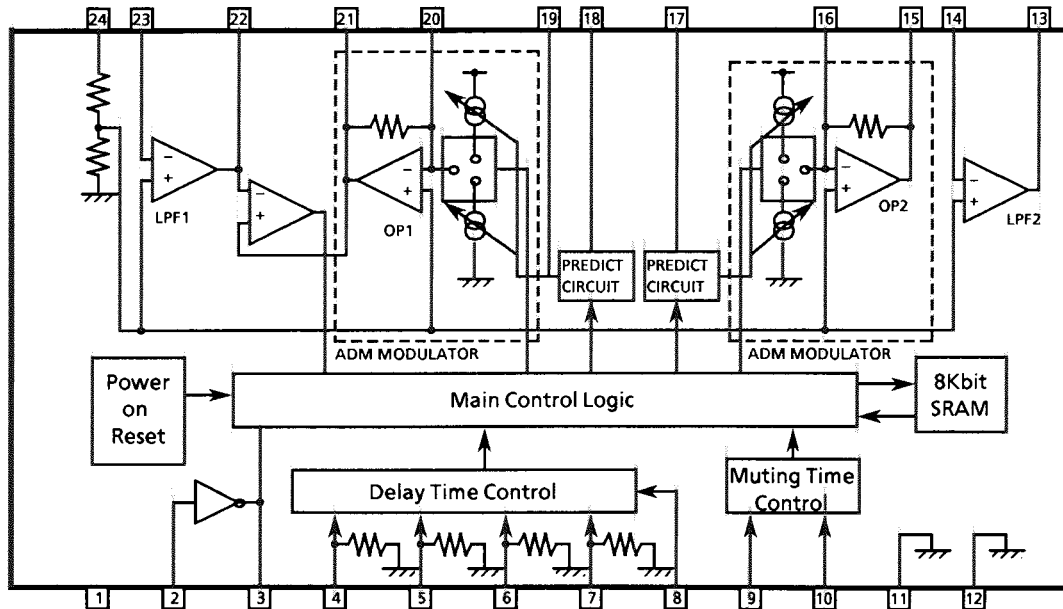 24 23 22 21 20 19 18 17 16 15 14 13
LPF1
OP1
OP2
LPF2
PREDICT
CIRCUIT
PREDICT
CIRCUIT
ADM MODULATOR
ADM MODULATOR
Power
on
Reset
Main Control Logic
8Kbit
SRAM
Delay Time Control
Muting Time
Control
1 2 3 4 5 6 7 8 9 10 11 12